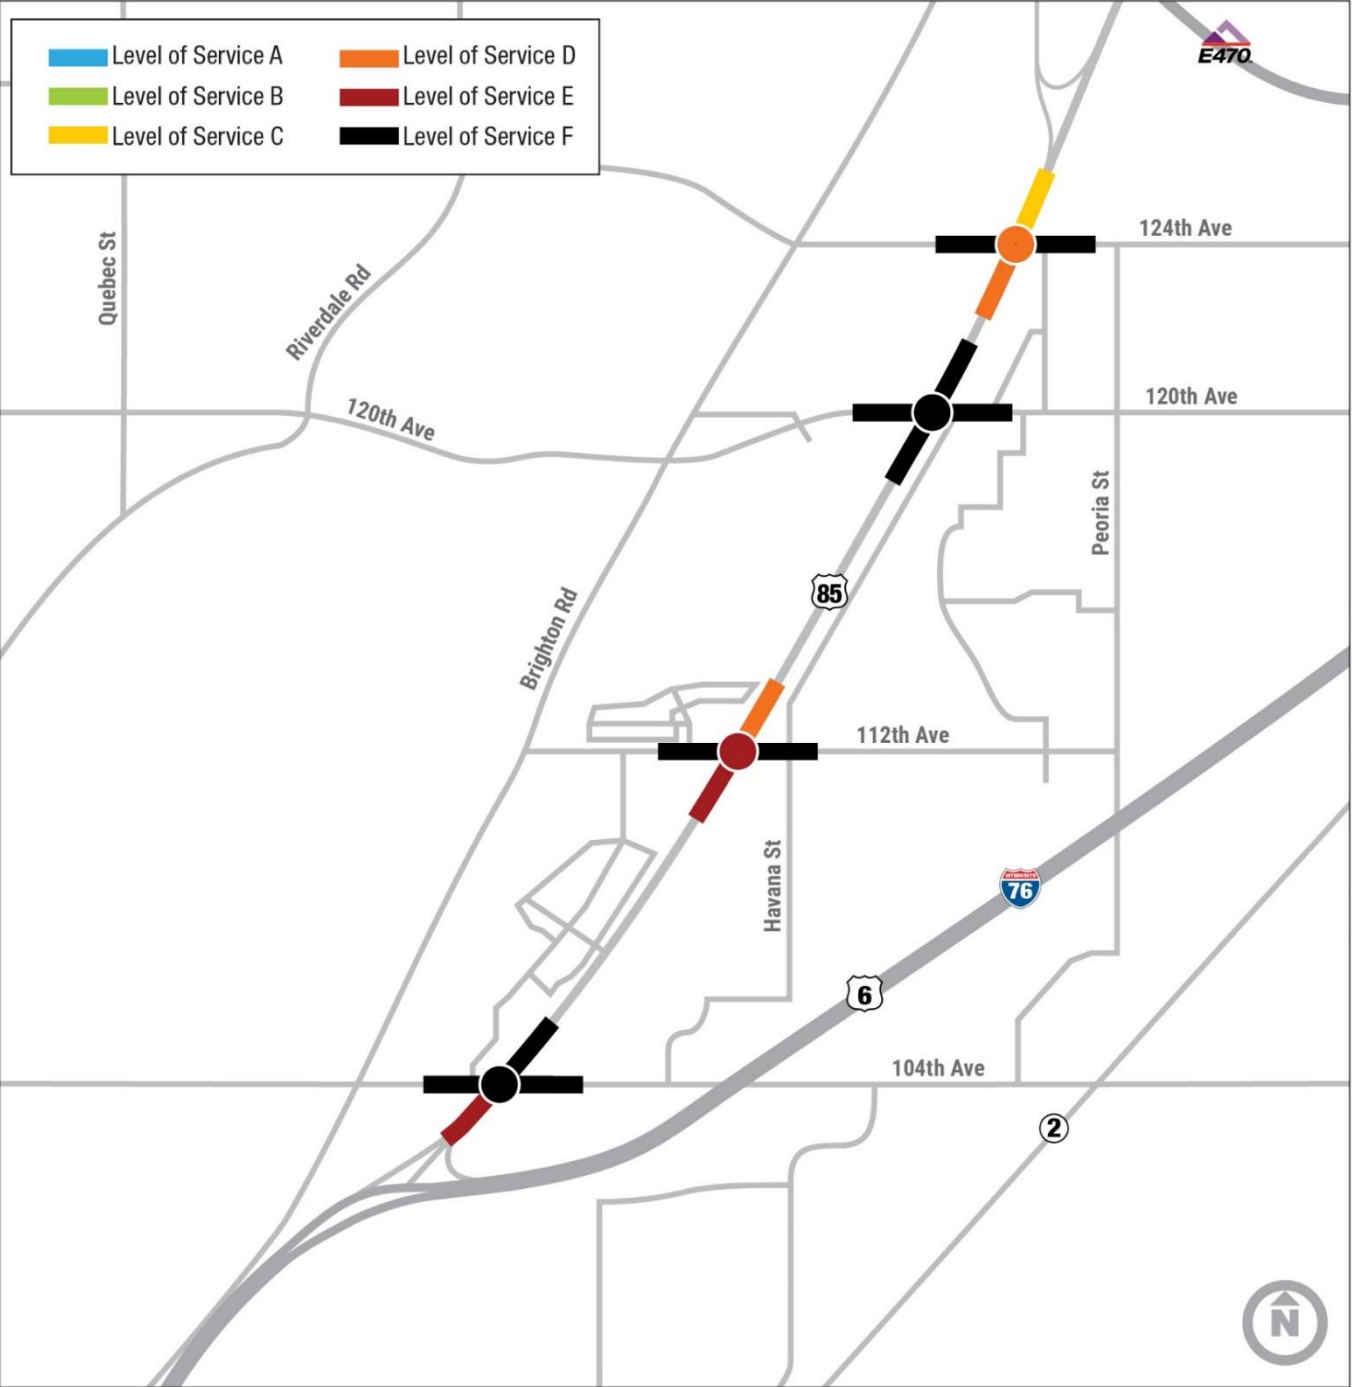 Level of Service A
Level of Service D
Level of Service B
Level of Service E
Level of Service C
Level of Service F
E470
124th Ave
Quebec St
Riverdale Rd
120th Ave
120th Ave
Peoria St
85
Brighton Rd
112th Ave
Havana St
INTERSTATE
76
6
104th Ave
2
N